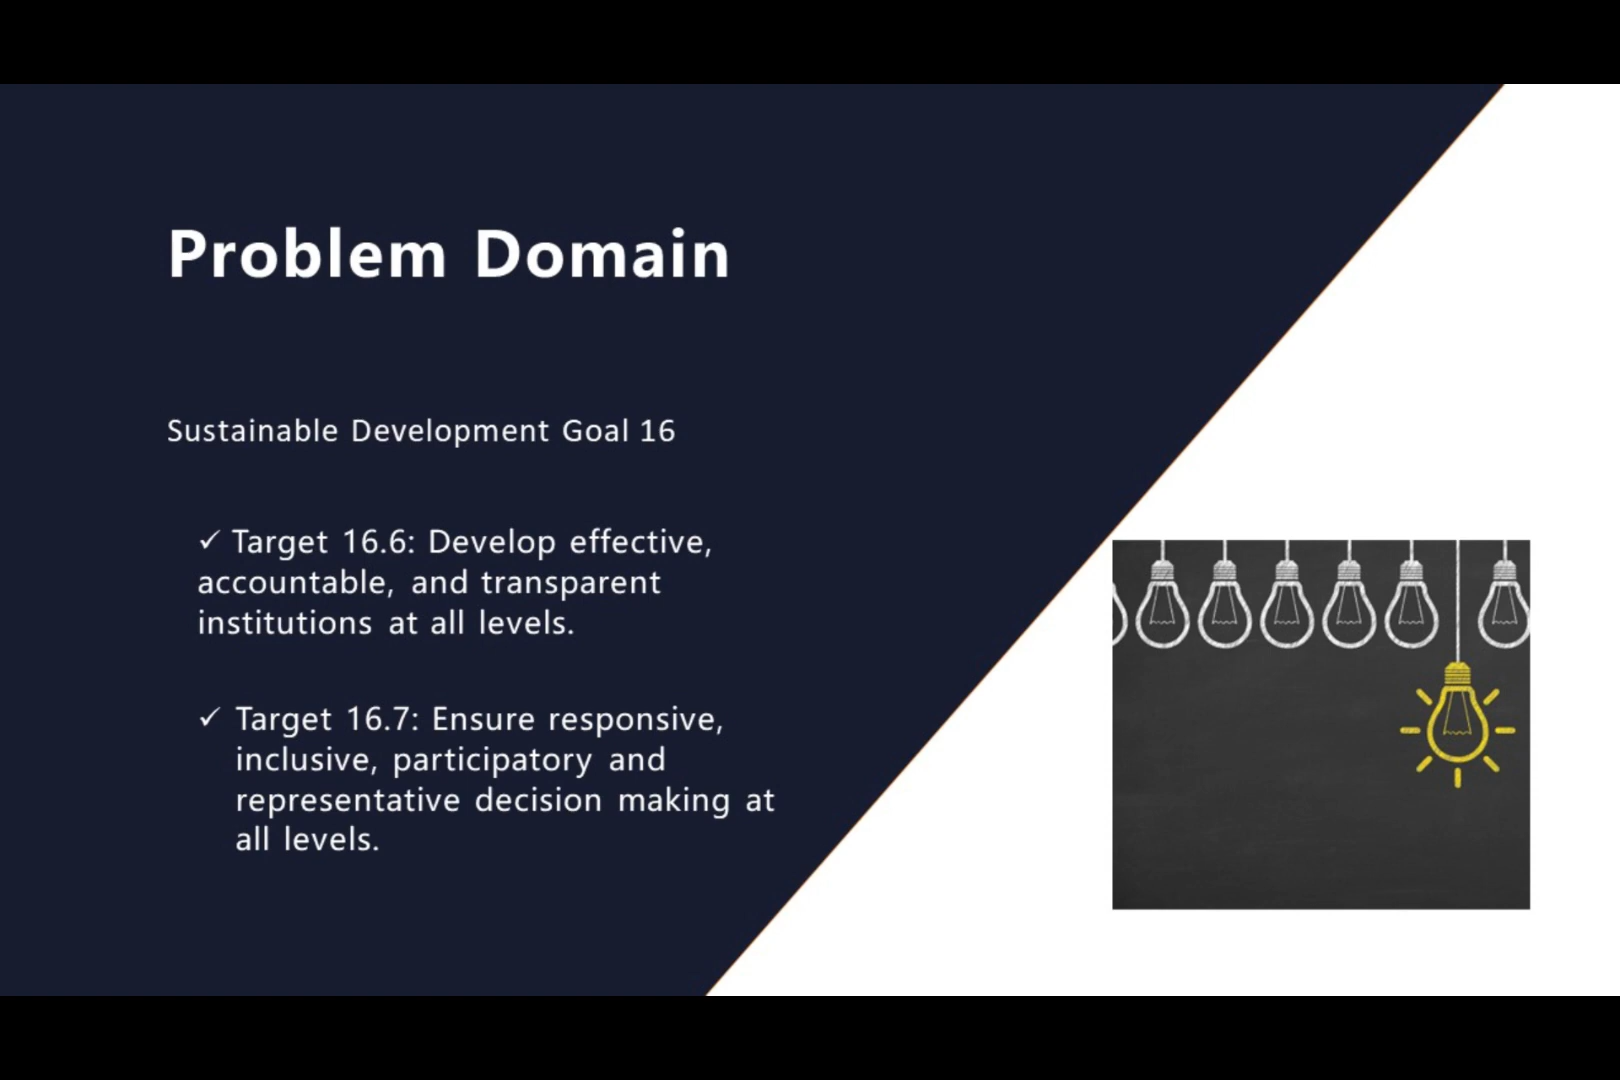 Problem Domain
Sustainable Development Goal 16
✓ Target 16.6: Develop effective,
accountable, and transparent
institutions at all levels.
✓ Target 16.7: Ensure responsive,
inclusive, participatory and
representative decision making at
all levels.